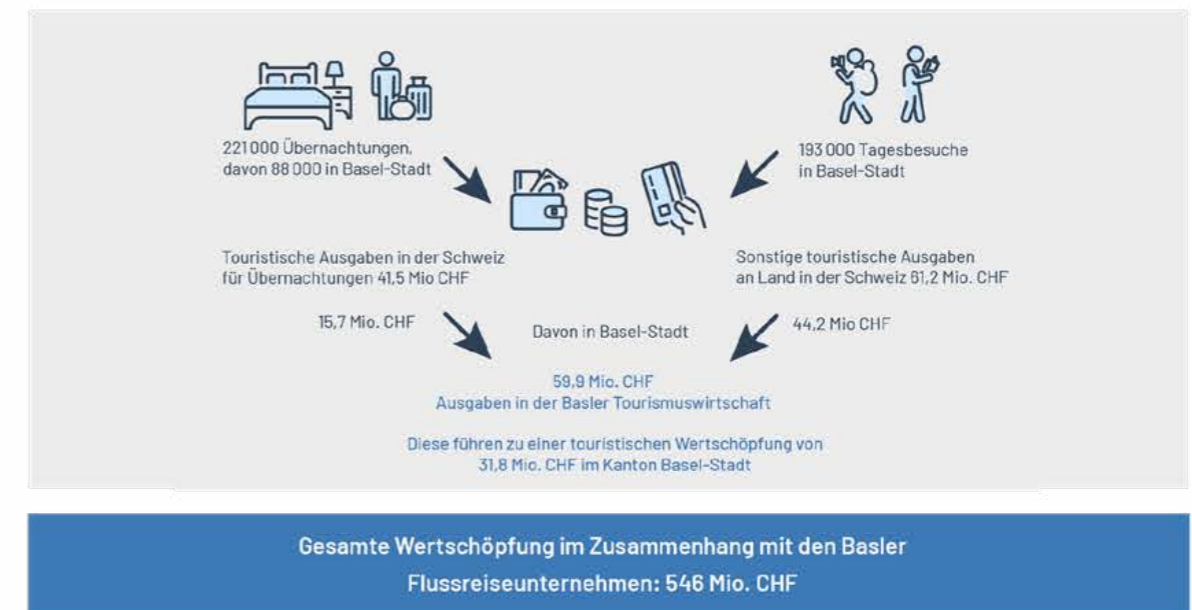 221 000 Übernachtungen,
davon 88 000 in Basel-Stadt
193 000 Tagesbesuche
in Basel-Stadt
Touristische Ausgaben in der Schweiz
für Übernachtungen 41,5 Mio CHF
Sonstige touristische Ausgaben
an Land in der Schweiz 61,2 Mio. CHF
15,7 Mio. CHF
Davon in Basel-Stadt
44,2 Mio CHF
59,9 Mio. CHF
Ausgaben in der Basler Tourismuswirtschaft
Diese führen zu einer touristischen Wertschöpfung von
31,8 Mio. CHF im Kanton Basel-Stadt
Gesamte Wertschöpfung im Zusammenhang mit den Basler
Flussreiseunternehmen: 546 Mio. CHF